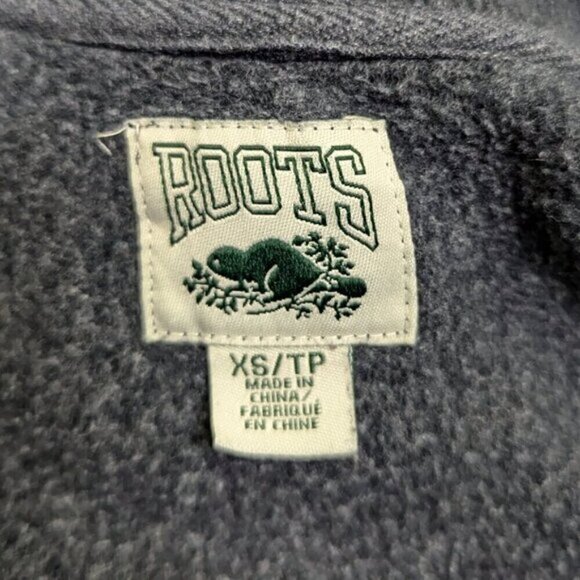 ROOTS
XS/TP
MADE IN
CHINA/
FABRIQUÉ
EN CHINE